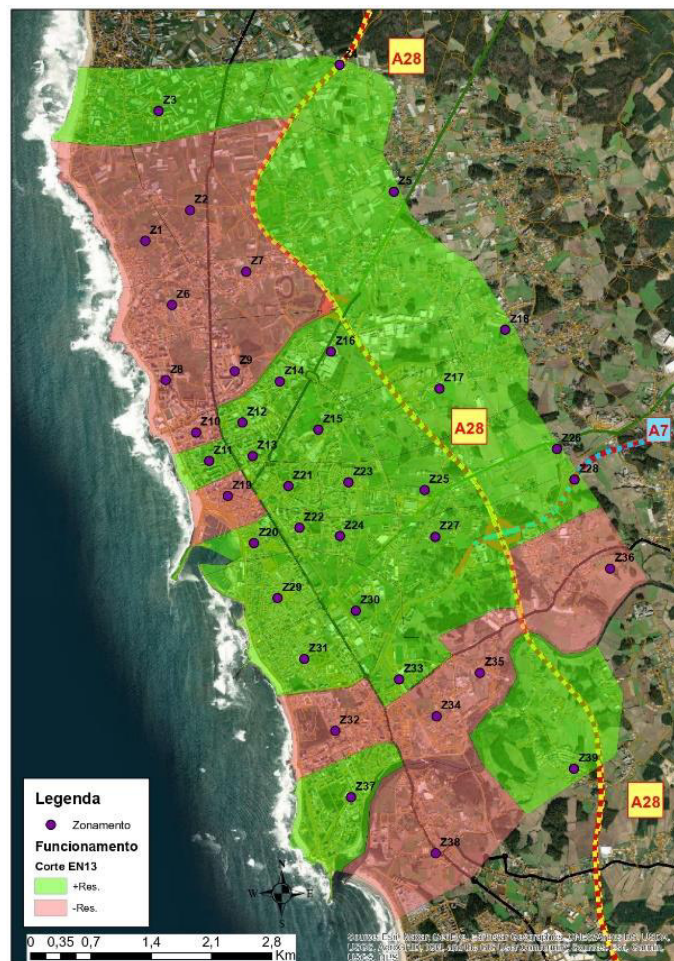 A28
Z3
Z5
Z2
Z1
Z7
Z6
Z18
Z16
Z9
Z14
Z8
Z17
Z12
A28
Z10
Z15
A7
Z26
Z13
Z11
Z28
Z23
Z21
Z25
Z19
Z22
Z24
Z27
Z20
Z36
Z29
Z30
Z31
Z35
Z33
Z34
Z32
Z39
Z37
A28
Legenda
Zonamento
Funcionamento
Corte EN13
+Res.
-Res.
Z38
N
W
E
S
0 0,35 0,7 1,4 2,1 2,8
Km